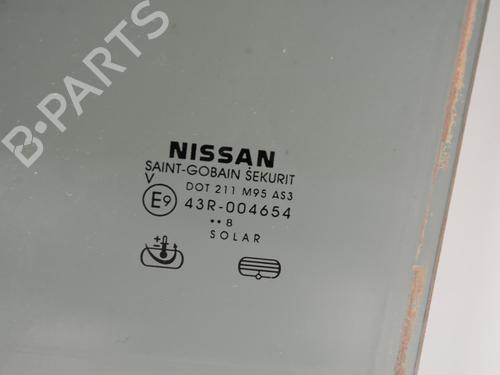 B-PARTS
NISSAN
SAINT-GOBAIN SEKURIT
V
DOT 211 M95 AS3
E9 43R-004654
••8
SOLAR